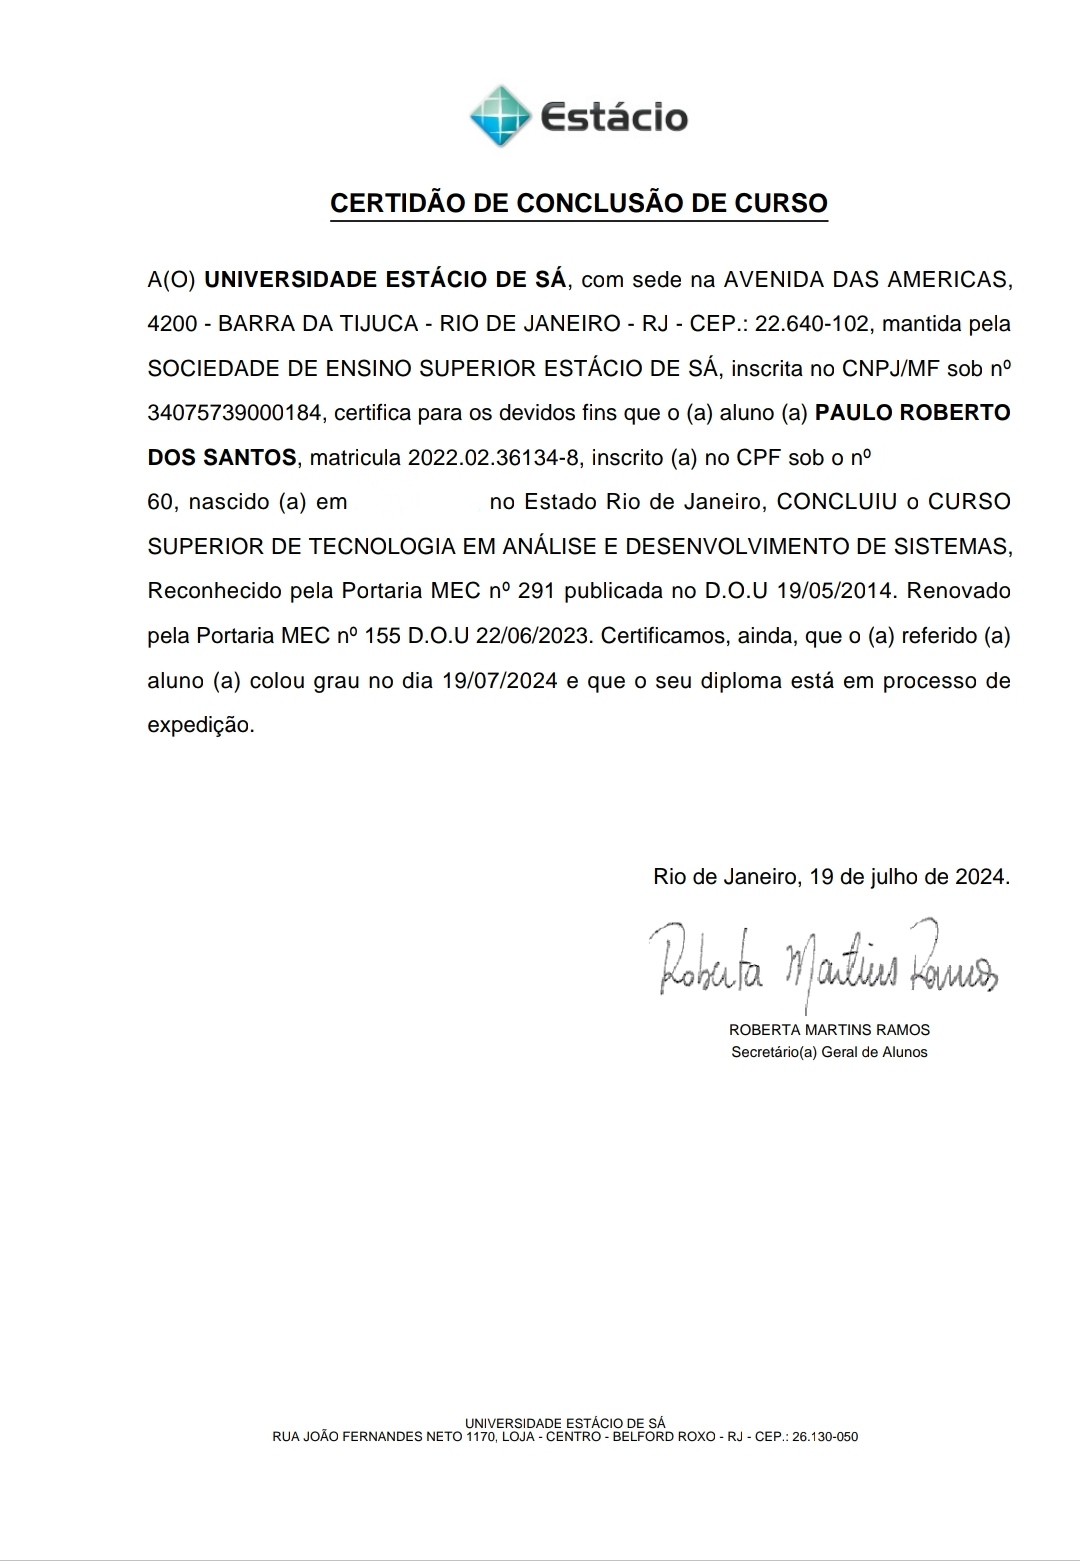 Estácio
CERTIDÃO DE CONCLUSÃO DE CURSO
A(O) UNIVERSIDADE ESTÁCIO DE SÁ, com sede na AVENIDA DAS AMERICAS,
4200 - BARRA DA TIJUCA - RIO DE JANEIRO - RJ - CEP.: 22.640-102, mantida pela
SOCIEDADE DE ENSINO SUPERIOR ESTÁCIO DE SÁ, inscrita no CNPJ/MF sob nº
34075739000184, certifica para os devidos fins que o (a) aluno (a) PAULO ROBERTO
DOS SANTOS, matricula 2022.02.36134-8, inscrito (a) no CPF sob o nº
60, nascido (a) em no Estado Rio de Janeiro, CONCLUIU o CURSO
SUPERIOR DE TECNOLOGIA EM ANÁLISE E DESENVOLVIMENTO DE SISTEMAS,
Reconhecido pela Portaria MEC nº 291 publicada no D.O.U 19/05/2014. Renovado
pela Portaria MEC nº 155 D.O.U 22/06/2023. Certificamos, ainda, que o (a) referido (a)
aluno (a) colou grau no dia 19/07/2024 e que o seu diploma está em processo de
expedição.
Rio de Janeiro, 19 de julho de 2024.
Roberta Martins Ramos
ROBERTA MARTINS RAMOS
Secretário(a) Geral de Alunos
UNIVERSIDADE ESTÁCIO DE SÁ
RUA JOÃO FERNANDES NETO 1170, LOJA - CENTRO - BELFORD ROXO - RJ - CEP.: 26.130-050